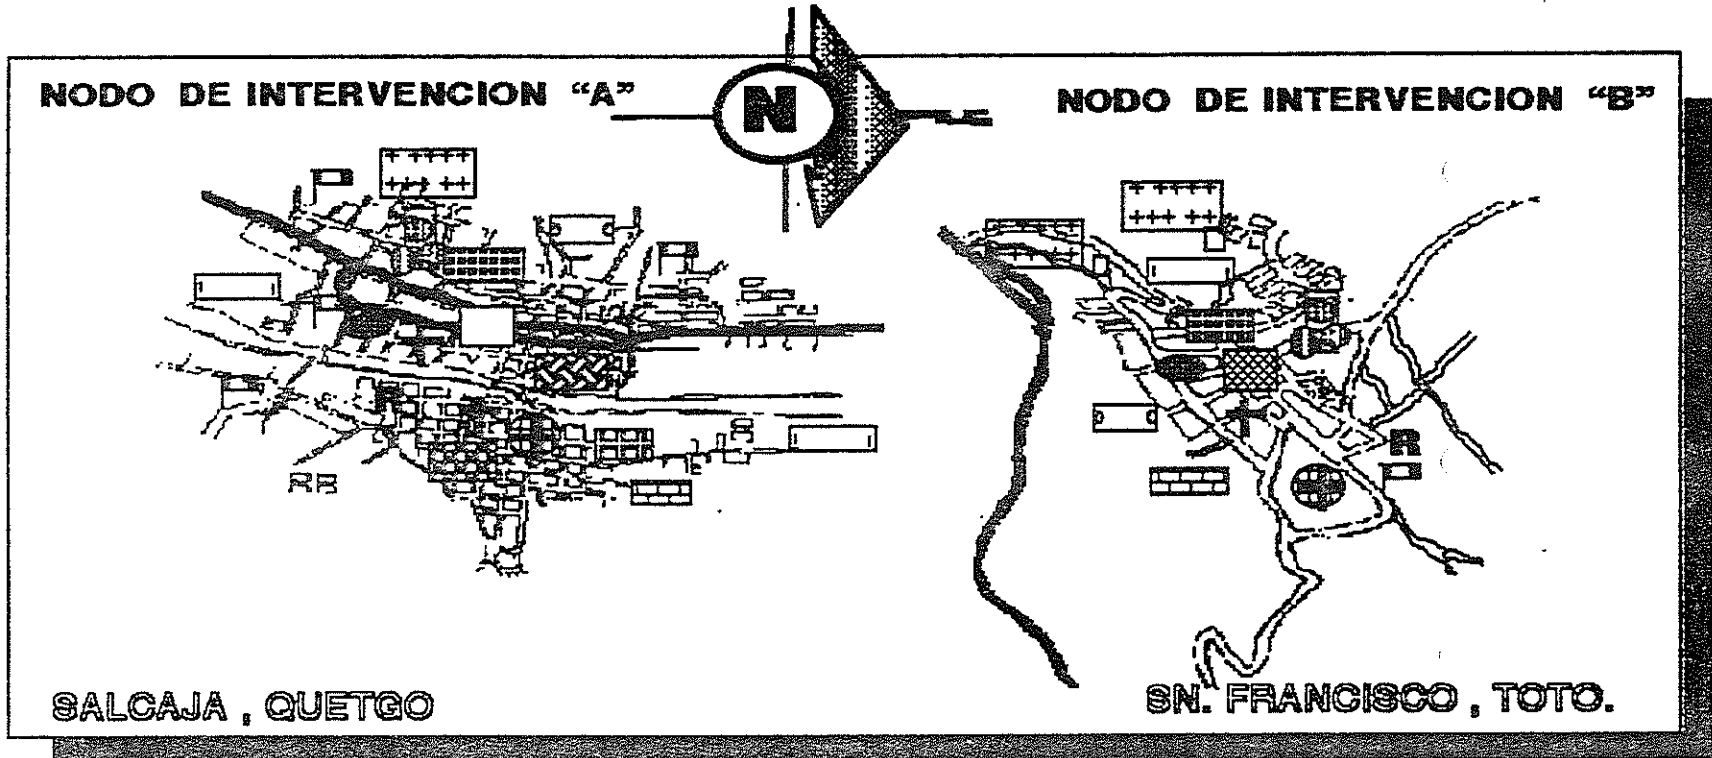 NODO DE INTERVENCION “A”
N
NODO DE INTERVENCION “B”
R
R
SALCAJA , QUETGO
SN. FRANCISCO , TOTO.